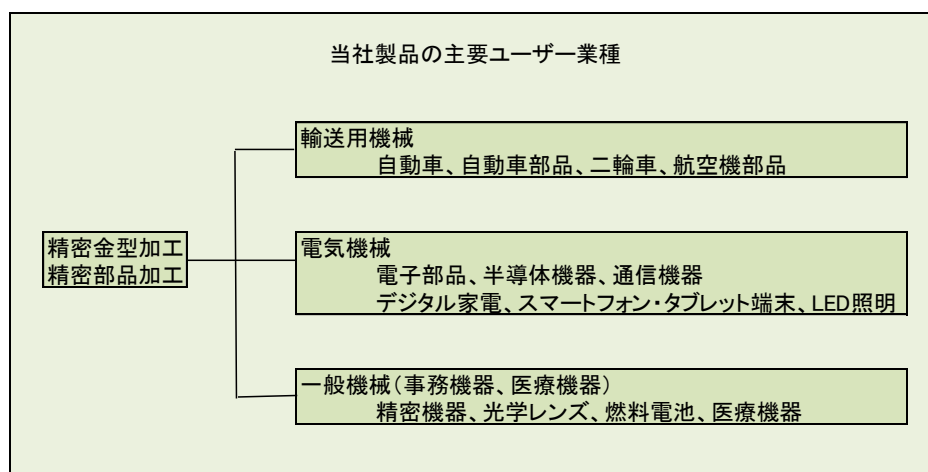 当社製品の主要ユーザー業種
輸送用機械
自動車、自動車部品、二輪車、航空機部品
精密金型加工
精密部品加工
電気機械
電子部品、半導体機器、通信機器
デジタル家電、スマートフォン・タブレット端末、LED照明
一般機械(事務機器、医療機器)
精密機器、光学レンズ、燃料電池、医療機器